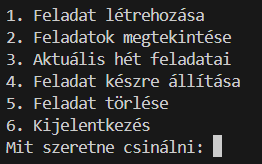 1. Feladat létrehozása
2. Feladatok megtekintése
3. Aktuális hét feladatai
4. Feladat készre állítása
5. Feladat törlése
6. Kijelentkezés
Mit szeretne csinálni: